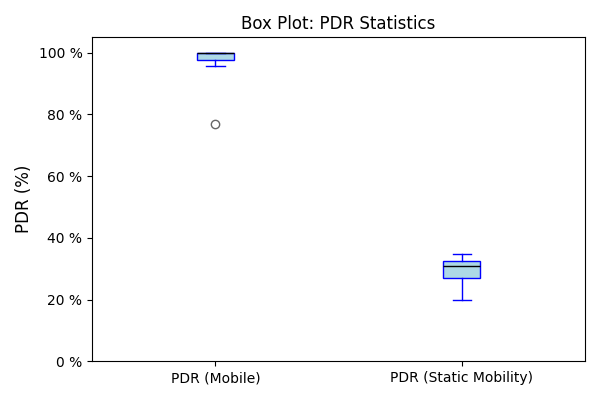 Box Plot: PDR Statistics
PDR (%)
100 %
80 %
60 %
40 %
20 %
0 %
PDR (Mobile)
PDR (Static Mobility)